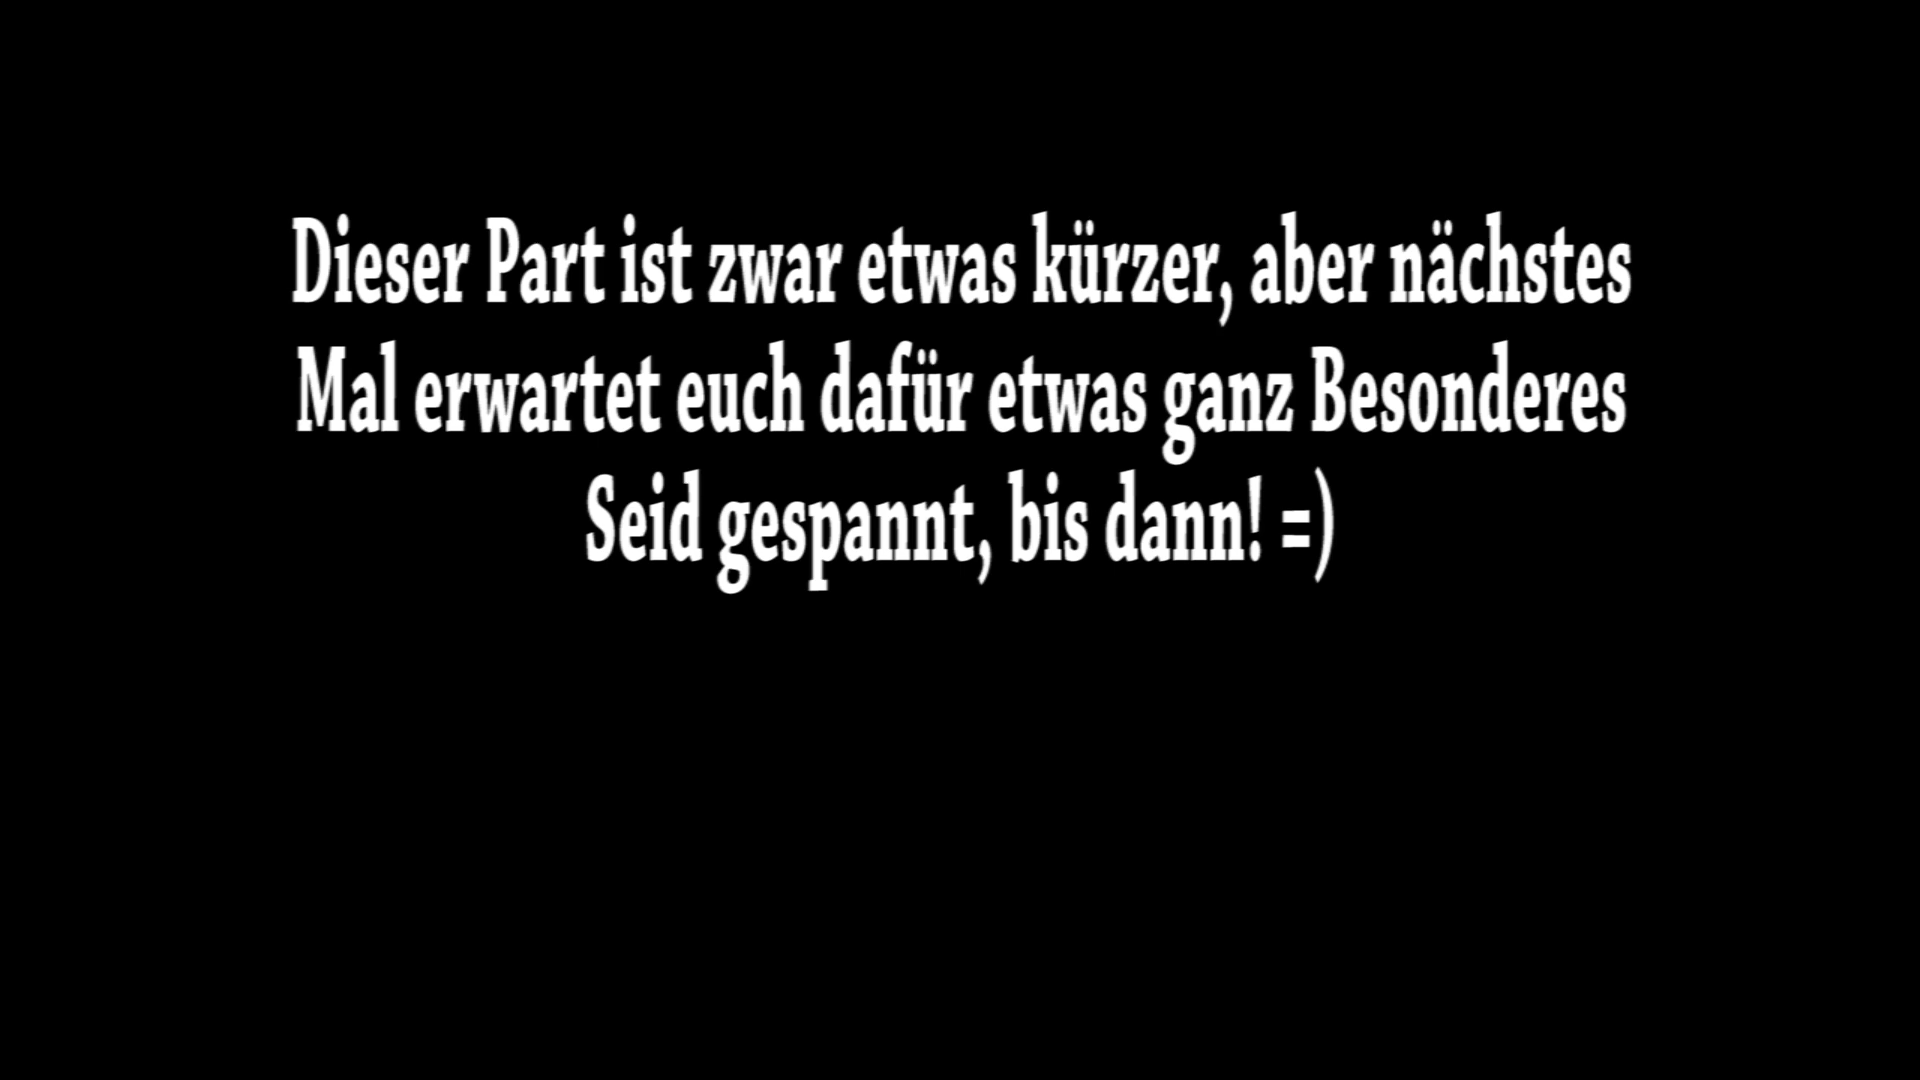 Dieser Part ist zwar etwas kürzer, aber nächstes
Mal erwartet euch dafür etwas ganz Besonderes
Seid gespannt, bis dann! =)